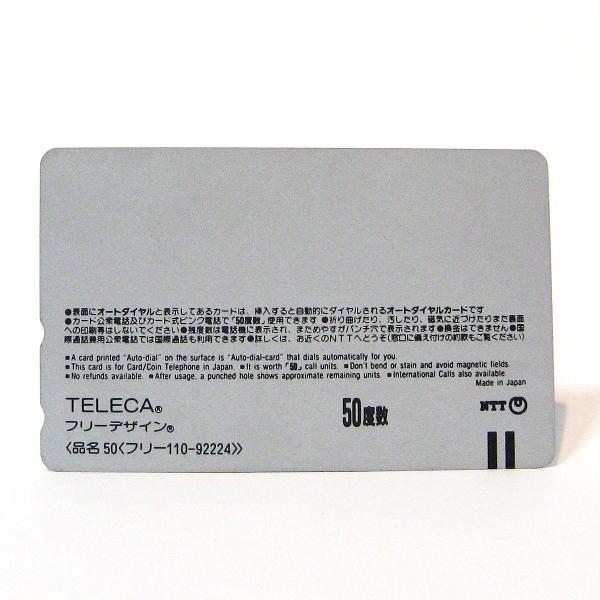 ●表面にオートダイヤルと表示してあるカードは、挿入すると自動的にダイヤルされるオートダイヤルカードです
●カード公衆電話及びカード式ピンク電話で「50度数」使用できます●折り曲げたり、汚したり、磁気に近づけたりまた裏面
への印刷等はしないでください●残度数は電話機に表示され、まためやすがパンチ穴で表示されます●換金はできません●国
際通話兼用公衆電話では国際通話も利用できます●詳しくは、お近くのNTTへどうぞ(窓口に備え付けの約款もご覧ください)
■A card printed "Auto-dial" on the surface is "Auto-dial-card" that dials automatically for you.
■This card is for Card/Coin Telephone in Japan. ■It is worth「50」call units. ■Don't bend or stain and avoid magnetic fields.
■No refunds available. ■After usage, a punched hole shows approximate remaining units. ■International Calls also available.
Made in Japan
TELECA®
フリーデザイン®
〈品名 50〈フリー110-92224〉〉
50度数
NTT